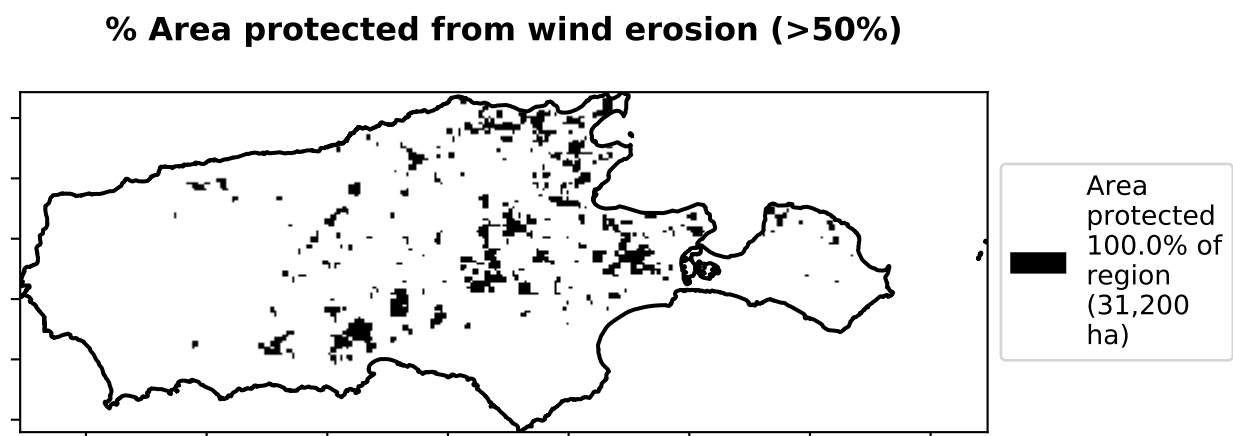 % Area protected from wind erosion (>50%)
Area
protected
100.0% of
region
(31,200
ha)